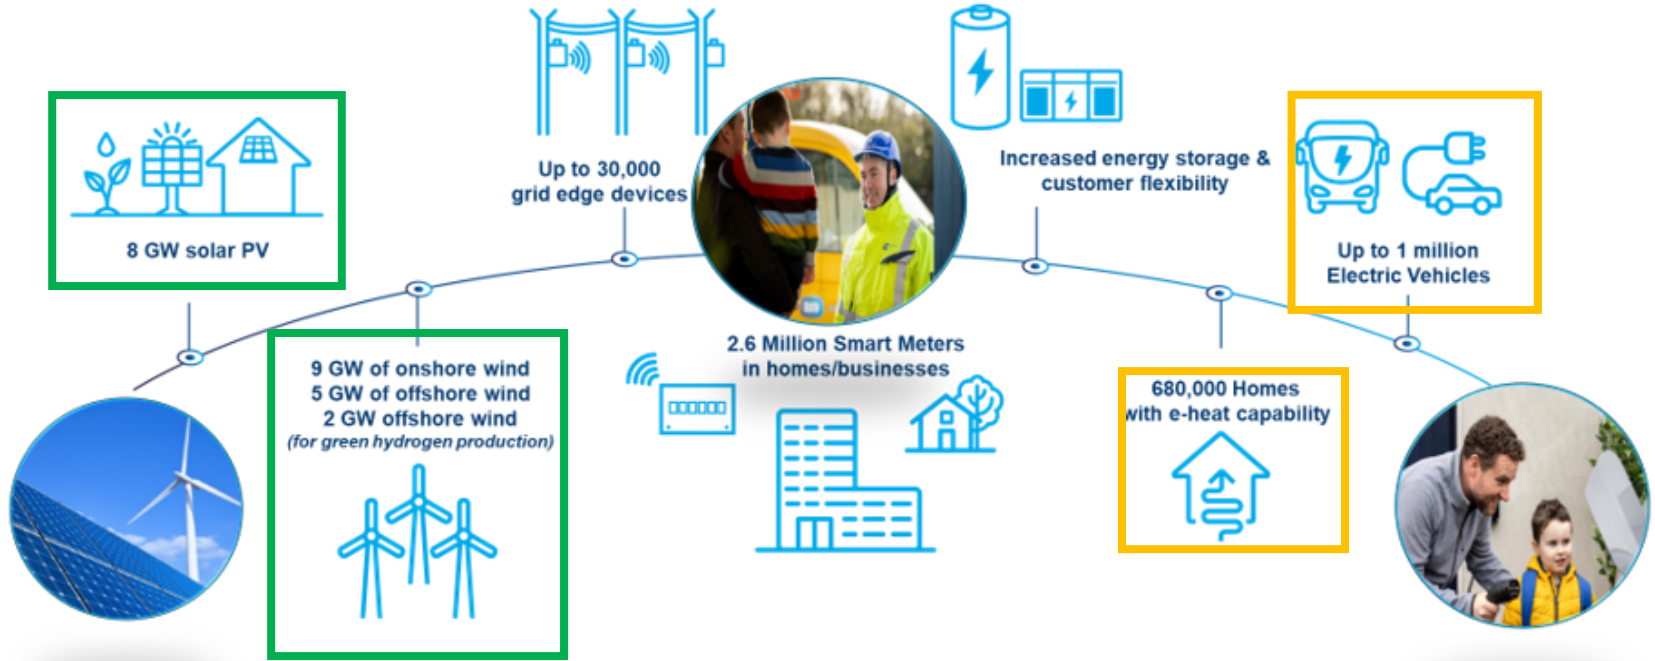 8 GW solar PV
9 GW of onshore wind
5 GW of offshore wind
2 GW offshore wind
(for green hydrogen production)
Up to 30,000
grid edge devices
2.6 Million Smart Meters
in homes/businesses
Increased energy storage &
customer flexibility
680,000 Homes
with e-heat capability
Up to 1 million
Electric Vehicles